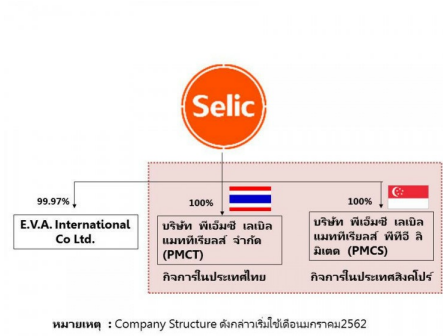 Selic
99.97%
100%
100%
E.V.A. International
Co Ltd.
บริษัท พีเอ็มซี เลเบิล
แมททีเรียลส์ จำกัด
(PMCT)
บริษัท พีเอ็มซี เลเบิล
แมททีเรียลส์ พีทีอี ลิ
มิเตด (PMCS)
กิจการในประเทศไทย
กิจการในประเทศสิงคโปร์
หมายเหตุ : Company Structure ดังกล่าวเริ่มใช้เดือนมกราคม2562